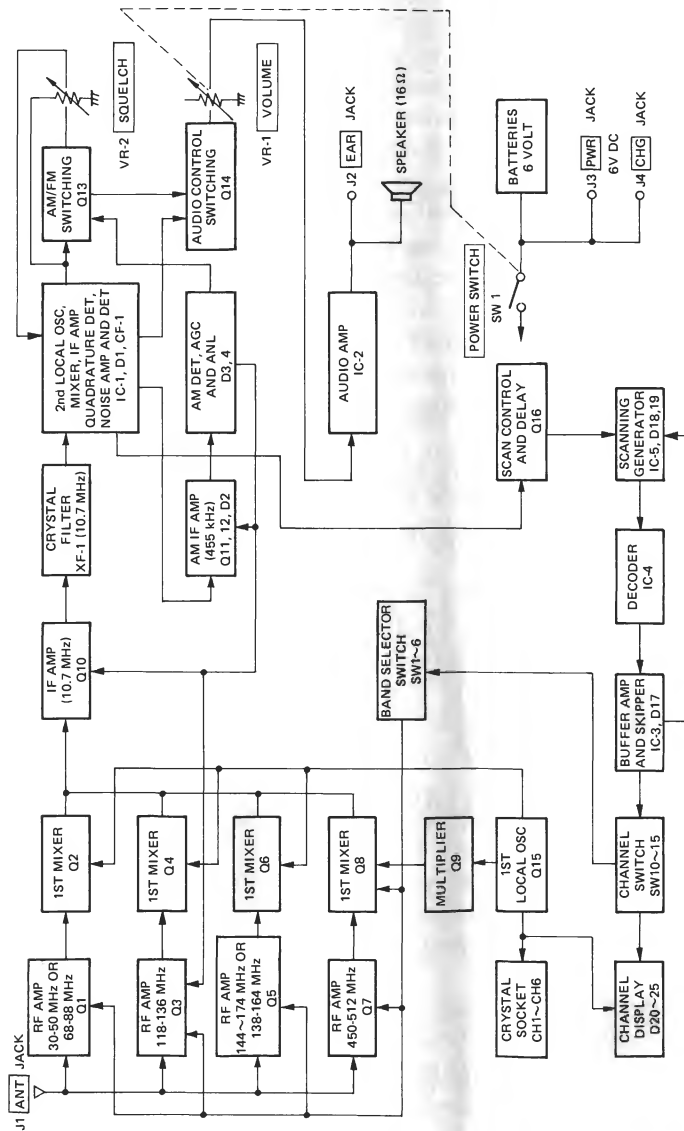 J1 ANT JACK
RF AMP
30-50 MHz OR
68-88 MHz
Q1
1ST MIXER
Q2
IF AMP
(10.7 MHz)
Q10
CRYSTAL
FILTER
XF-1 (10.7 MHz)
2nd LOCAL OSC,
MIXER, IF AMP
QUADRATURE DET,
NOISE AMP AND DET
IC-1, D1, CF-1
AM/FM
SWITCHING
Q13
VR-2 SQUELCH
RF AMP
118-136 MHz
Q3
1ST MIXER
Q4
AM IF AMP
(455 kHz)
Q11, 12, D2
AM DET, AGC
AND ANL
D3, 4
AUDIO CONTROL
SWITCHING
Q14
VR-1 VOLUME
RF AMP
144~174 MHz OR
138-164 MHz
Q5
1ST MIXER
Q6
RF AMP
450-512 MHz
Q7
1ST MIXER
Q8
BAND SELECTOR
SWITCH
SW1~6
AUDIO AMP
IC-2
J2 EAR JACK
SPEAKER (16 Ω)
MULTIPLIER
Q9
1ST
LOCAL OSC
Q15
CRYSTAL
SOCKET
CH1~CH6
POWER SWITCH
SW 1
BATTERIES
6 VOLT
J3 PWR JACK
6V DC
J4 CHG JACK
SCAN CONTROL
AND DELAY
Q16
CHANNEL
DISPLAY
D20~25
CHANNEL
SWITCH
SW10~15
BUFFER AMP
AND SKIPPER
IC-3, D17
DECODER
IC-4
SCANNING
GENERATOR
IC-5, D18,19